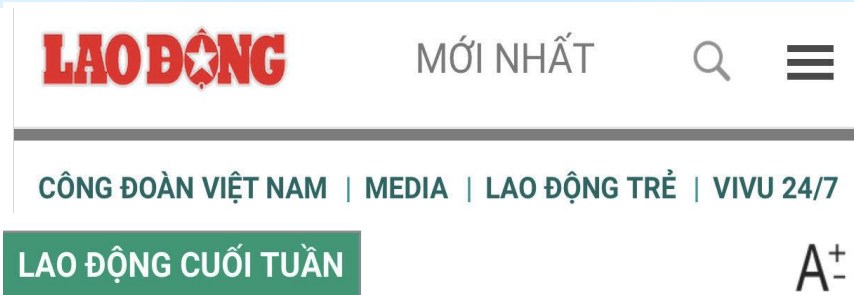 LAO ĐỘNG MỚI NHẤT
CÔNG ĐOÀN VIỆT NAM | MEDIA | LAO ĐỘNG TRẺ | VIVU 24/7
LAO ĐỘNG CUỐI TUẦN A+-